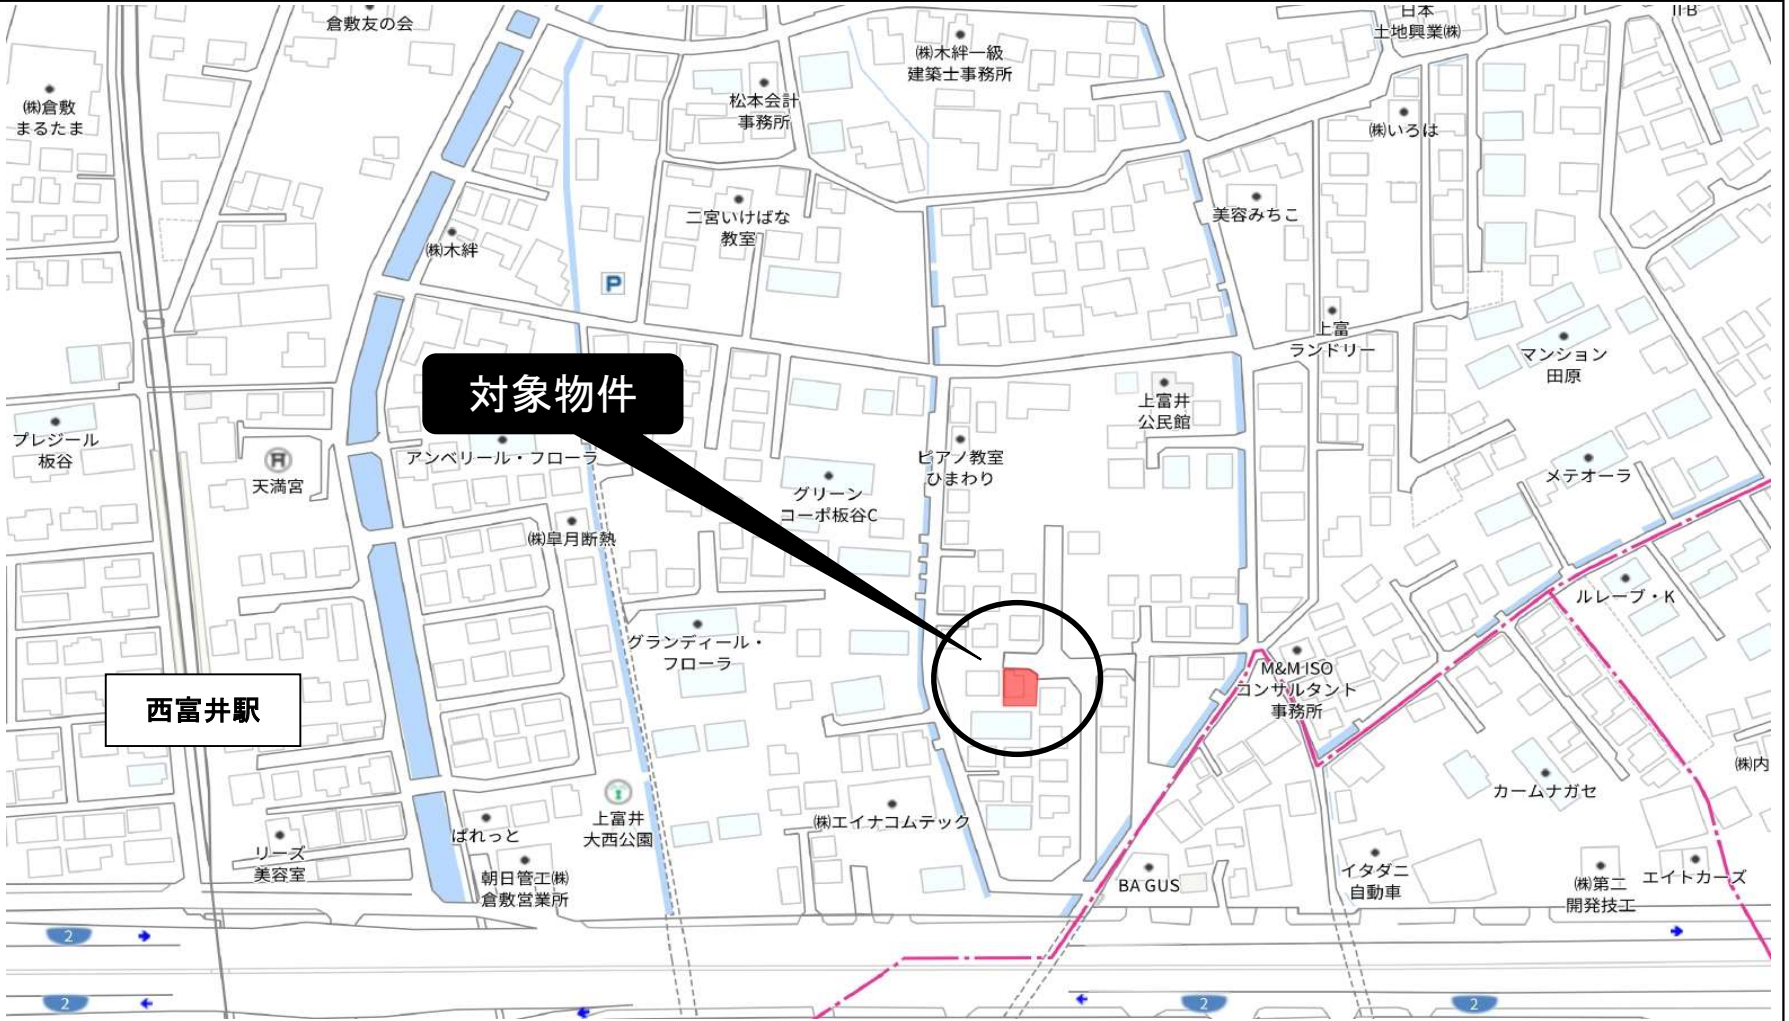 倉敷友の会
日本
土地興業㈱
ⅡB
㈱木絆一級
建築士事務所
㈱倉敷
まるたま
松本会計
事務所
㈱いろは
二宮いけばな
教室
美容みちこ
㈱木絆
P
上富
ランドリー
マンション
田原
対象物件
上富井
公民館
プレジール
板谷
アンベリール・フローラ
ピアノ教室
ひまわり
天満宮
グリーン
コーポ板谷C
メテオーラ
㈱皐月断熱
ルレーブ・K
グランディール・
フローラ
M&M ISO
コンサルタント
事務所
西富井駅
㈱内
カームナガセ
上富井
大西公園
㈱エイナコムテック
ぱれっと
リーズ
美容室
朝日管工㈱
倉敷営業所
BA GUS
イタダニ
自動車
㈱第二
開発技工
エイトカーズ
2
2
2
2